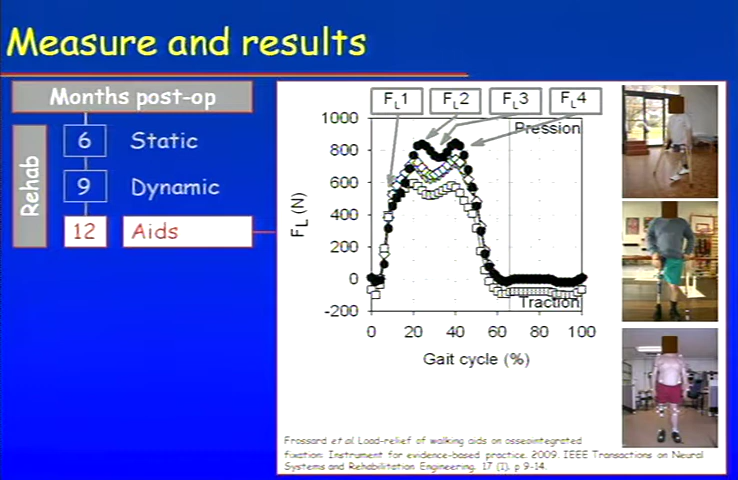 Measure and results
Months post-op
Rehab
6 Static
9 Dynamic
12 Aids
FL1 FL2 FL3 FL4
Pression
1000
800
600
400
200
0
-200
FL (N)
Traction
0 20 40 60 80 100
Gait cycle (%)
Frossard et al. Load-relief of walking aids on osseointegrated
fixation: Instrument for evidence-based practice. 2009. IEEE Transactions on Neural
Systems and Rehabilitation Engineering. 17 (1). p 9-14.